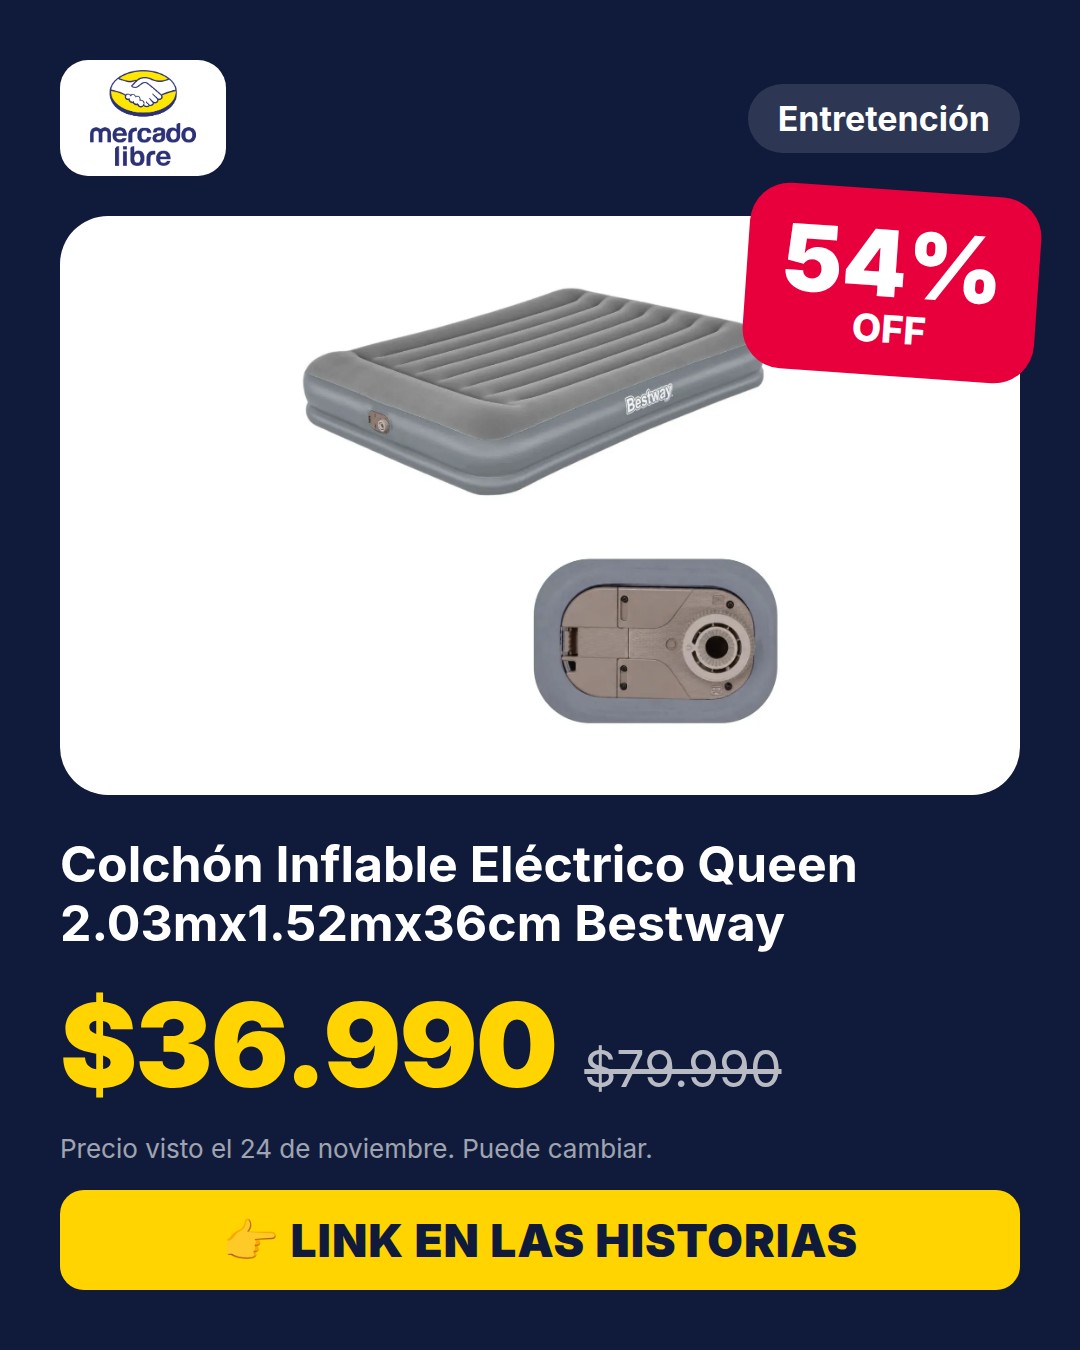 mercado
libre
Entretención
54%
OFF
Bestway
Colchón Inflable Eléctrico Queen
2.03mx1.52mx36cm Bestway
$36.990 $79.990
Precio visto el 24 de noviembre. Puede cambiar.
👉 LINK EN LAS HISTORIAS